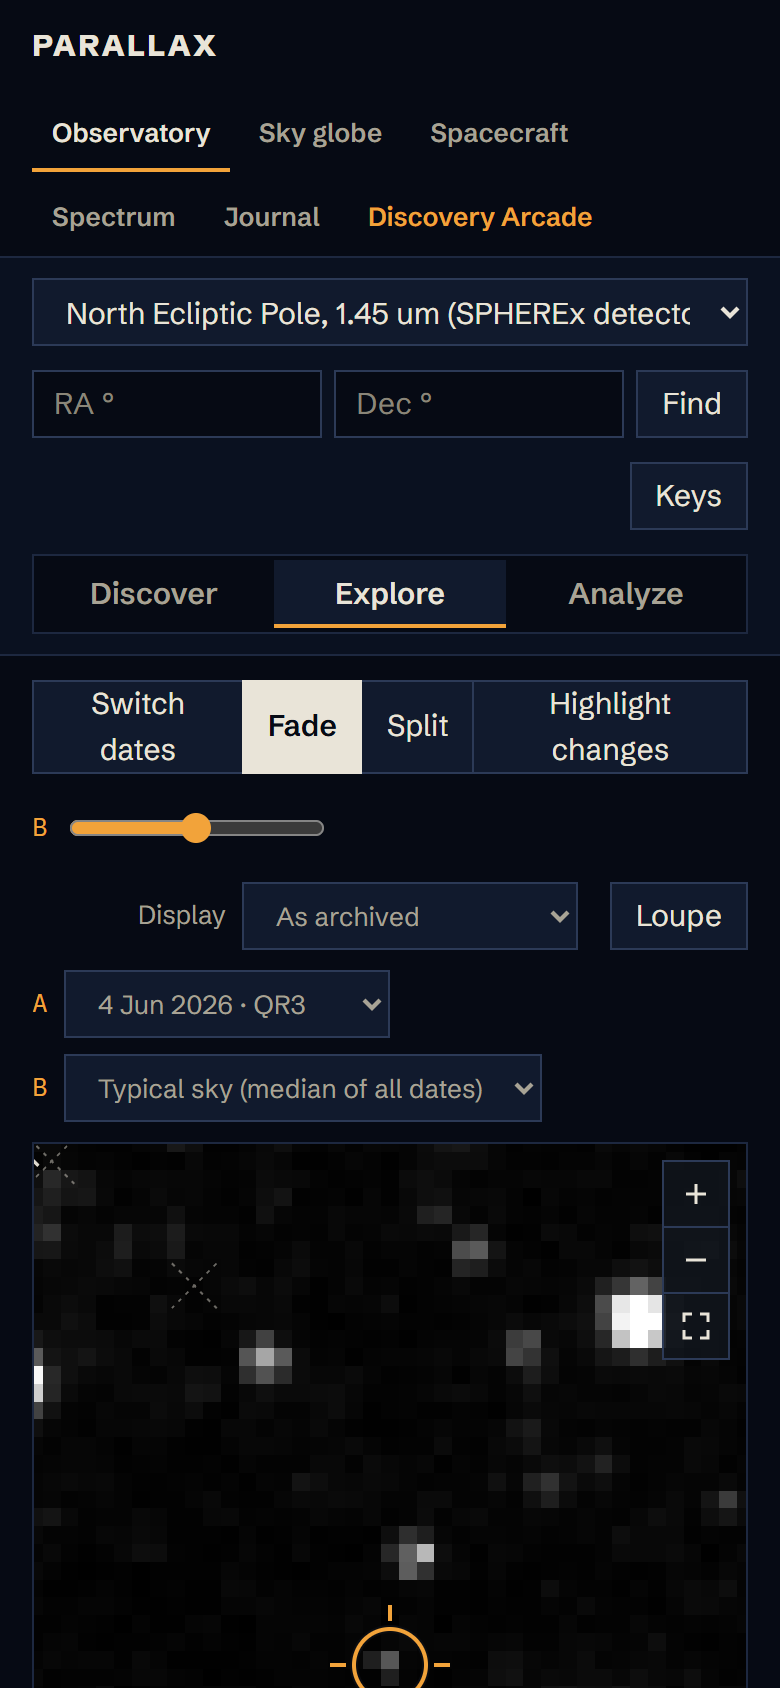 PARALLAX
Observatory Sky globe Spacecraft
Spectrum Journal Discovery Arcade
North Ecliptic Pole, 1.45 um (SPHEREx detecto
RA ° Dec ° Find
Keys
Discover Explore Analyze
Switch dates Fade Split Highlight changes
B
Display As archived Loupe
A 4 Jun 2026 · QR3
B Typical sky (median of all dates)
+
−